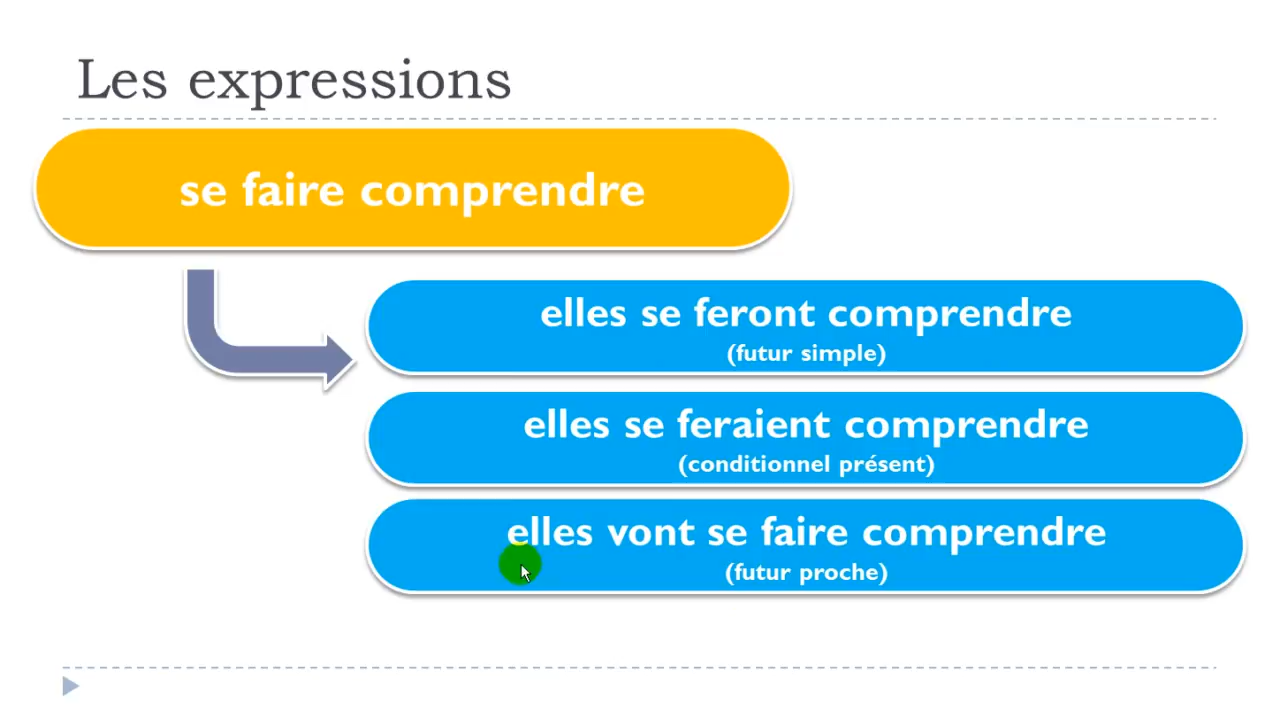 Les expressions
se faire comprendre
elles se feront comprendre
(futur simple)
elles se feraient comprendre
(conditionnel présent)
elles vont se faire comprendre
(futur proche)